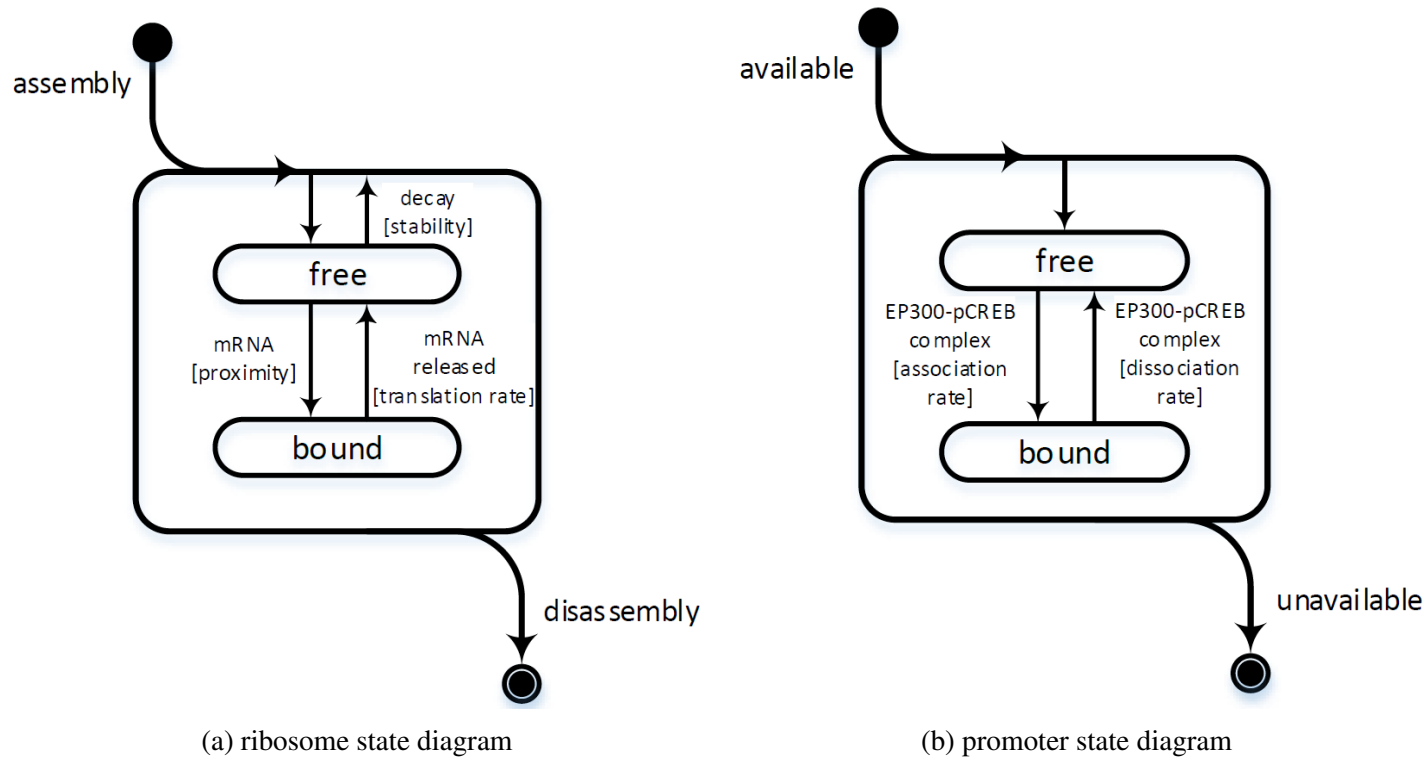 assembly
decay
[stability]
free
mRNA
[proximity]
mRNA
released
[translation rate]
bound
disassembly
(a) ribosome state diagram
available
free
EP300-pCREB
complex
[association
rate]
EP300-pCREB
complex
[dissociation
rate]
bound
unavailable
(b) promoter state diagram